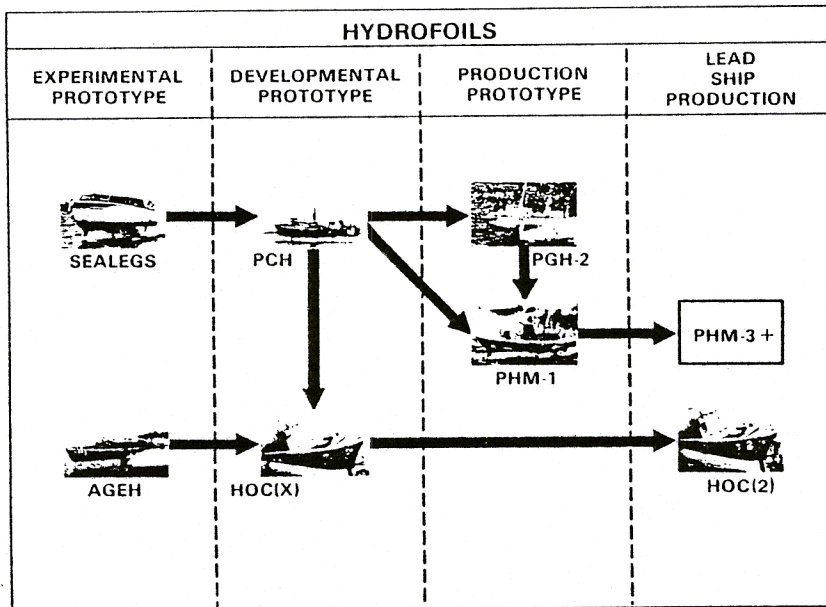 HYDROFOILS
EXPERIMENTAL
PROTOTYPE
DEVELOPMENTAL
PROTOTYPE
PRODUCTION
PROTOTYPE
LEAD
SHIP
PRODUCTION
SEALEGS
PCH
PGH-2
PHM-1
PHM-3 +
AGEH
HOC(X)
HOC(2)